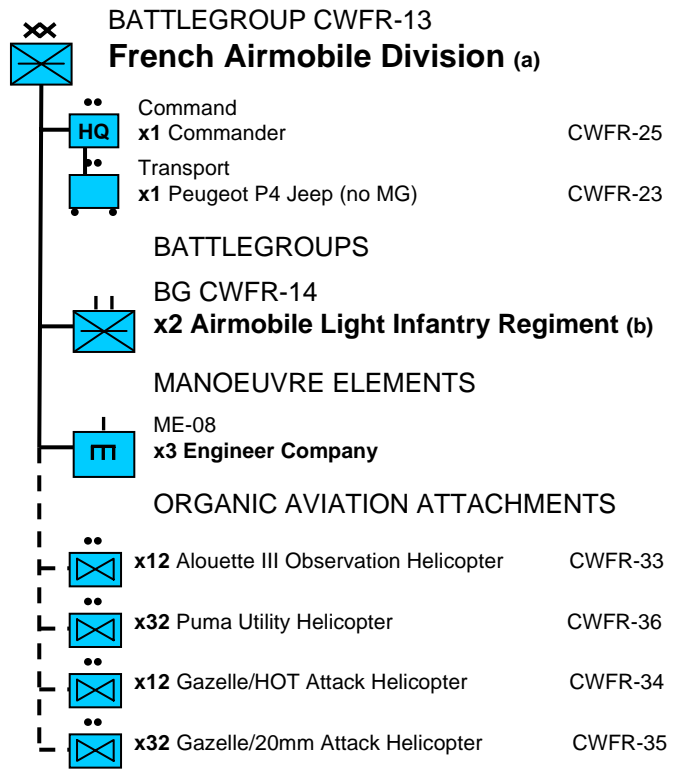 BATTLEGROUP CWFR-13
French Airmobile Division (a)
Command
HQ x1 Commander CWFR-25
Transport
x1 Peugeot P4 Jeep (no MG) CWFR-23
BATTLEGROUPS
BG CWFR-14
x2 Airmobile Light Infantry Regiment (b)
MANOEUVRE ELEMENTS
ME-08
x3 Engineer Company
ORGANIC AVIATION ATTACHMENTS
x12 Alouette III Observation Helicopter CWFR-33
x32 Puma Utility Helicopter CWFR-36
x12 Gazelle/HOT Attack Helicopter CWFR-34
x32 Gazelle/20mm Attack Helicopter CWFR-35